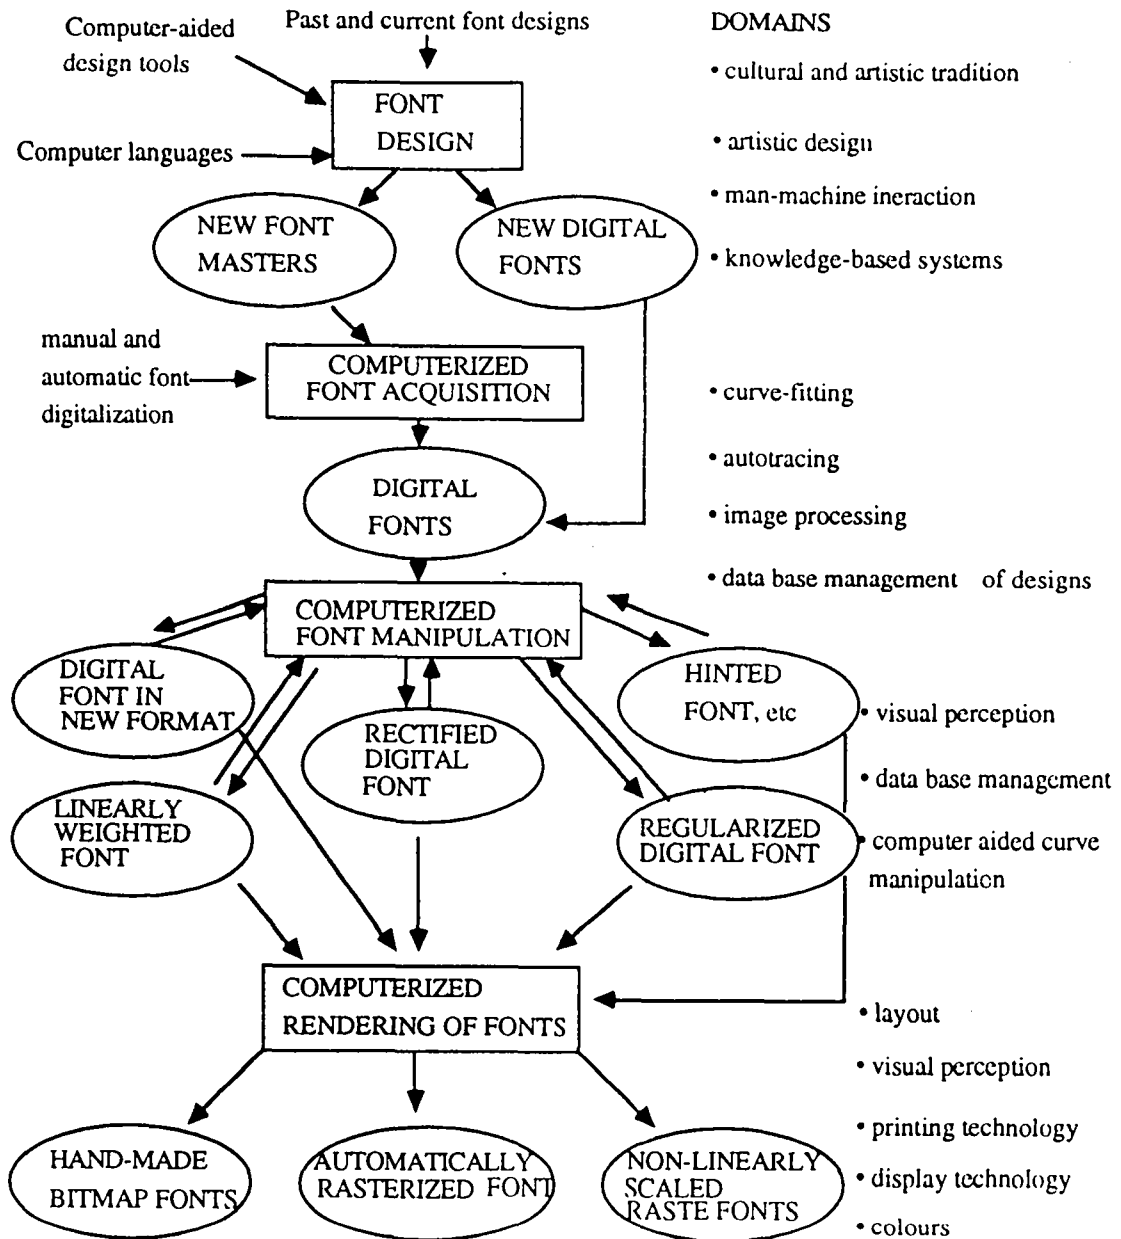 Past and current font designs
DOMAINS
Computer-aided
design tools
• cultural and artistic tradition
FONT
DESIGN
• artistic design
Computer languages
• man-machine ineraction
NEW FONT
MASTERS
NEW DIGITAL
FONTS
• knowledge-based systems
manual and
automatic font
digitalization
COMPUTERIZED
FONT ACQUISITION
• curve-fitting
• autotracing
DIGITAL
FONTS
• image processing
• data base management of designs
COMPUTERIZED
FONT MANIPULATION
DIGITAL
FONT IN
NEW FORMAT
HINTED
FONT, etc
• visual perception
RECTIFIED
DIGITAL
FONT
• data base management
LINEARLY
WEIGHTED
FONT
REGULARIZED
DIGITAL FONT
• computer aided curve
manipulation
COMPUTERIZED
RENDERING OF FONTS
• layout
• visual perception
• printing technology
HAND-MADE
BITMAP FONTS
AUTOMATICALLY
RASTERIZED FONT
NON-LINEARLY
SCALED
RASTE FONTS
• display technology
• colours